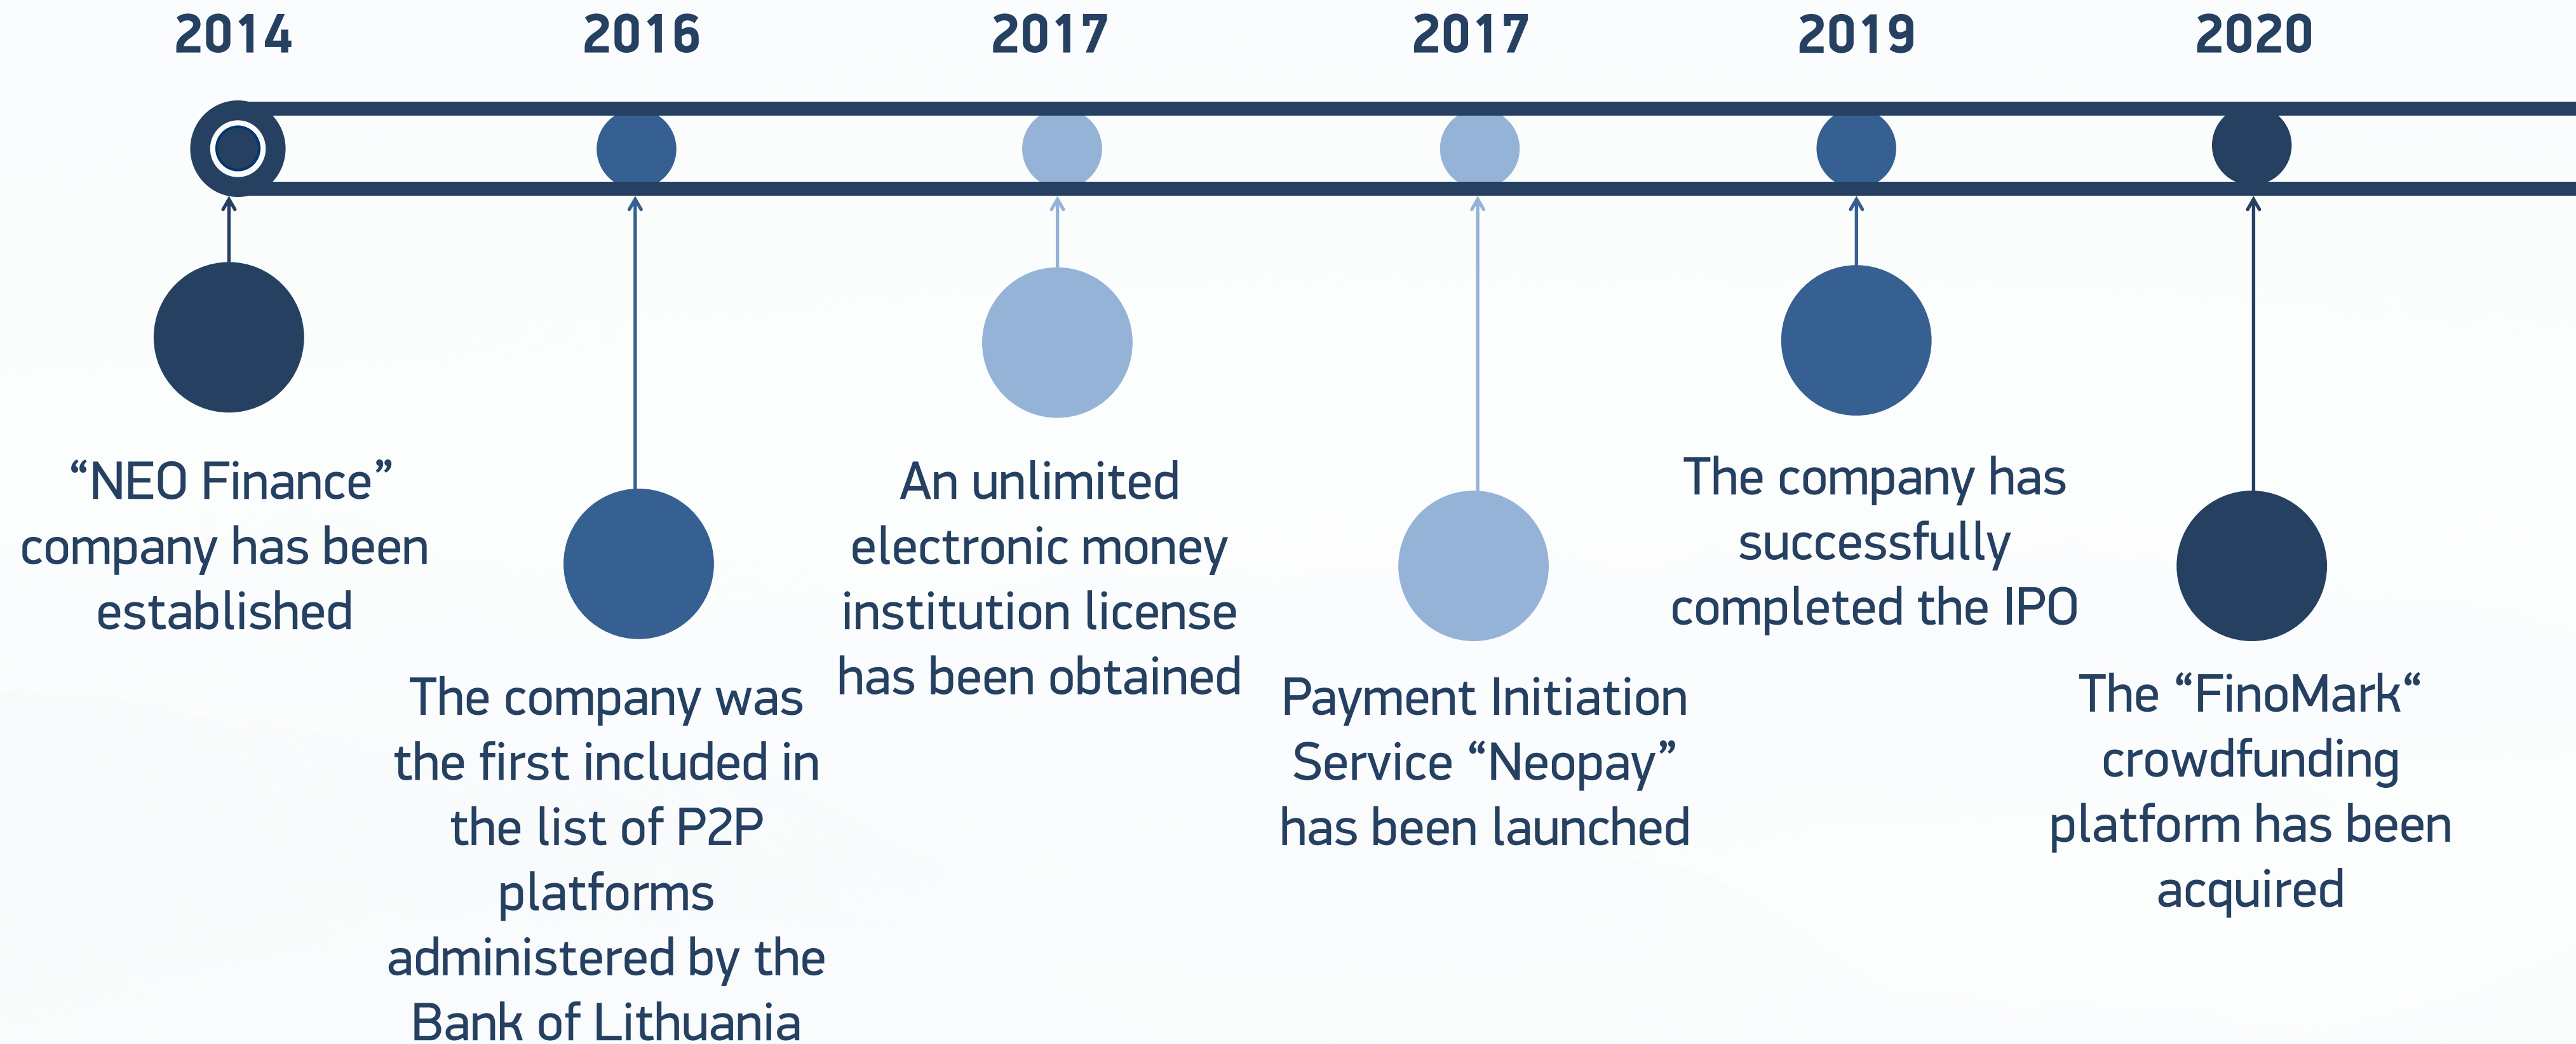 2014
2016
2017
2017
2019
2020
“NEO Finance”
company has been
established
The company was
the first included in
the list of P2P
platforms
administered by the
Bank of Lithuania
An unlimited
electronic money
institution license
has been obtained
Payment Initiation
Service “Neopay”
has been launched
The company has
successfully
completed the IPO
The “FinoMark“
crowdfunding
platform has been
acquired